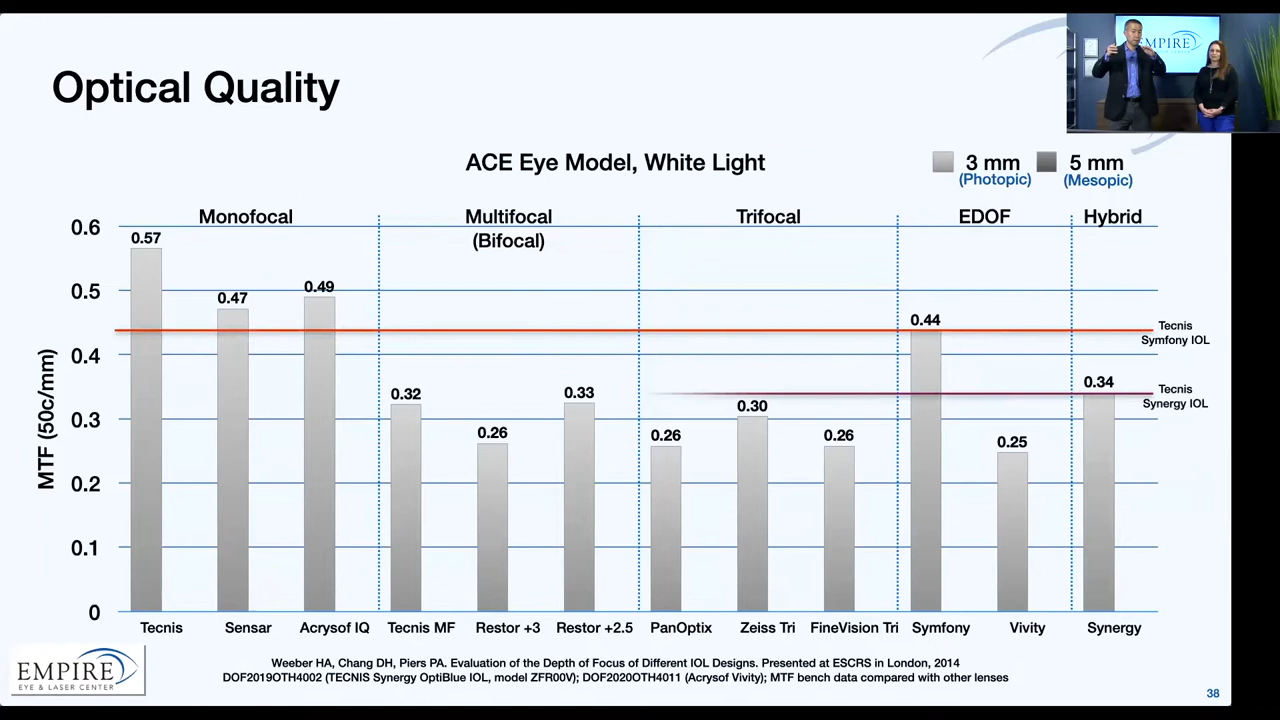 Optical Quality
EMPIRE
ACE Eye Model, White Light
3 mm
(Photopic)
5 mm
(Mesopic)
Monofocal
Multifocal
(Bifocal)
Trifocal
EDOF
Hybrid
MTF (50c/mm)
0.6
0.5
0.4
0.3
0.2
0.1
0
0.57
0.47
0.49
0.32
0.26
0.33
0.26
0.30
0.26
0.44
0.25
0.34
Tecnis
Symfony IOL
Tecnis
Synergy IOL
Tecnis
Sensar
Acrysof IQ
Tecnis MF
Restor +3
Restor +2.5
PanOptix
Zeiss Tri
FineVision Tri
Symfony
Vivity
Synergy
EMPIRE
EYE & LASER CENTER
Weeber HA, Chang DH, Piers PA. Evaluation of the Depth of Focus of Different IOL Designs. Presented at ESCRS in London, 2014
DOF2019OTH4002 (TECNIS Synergy OptiBlue IOL, model ZFR00V); DOF2020OTH4011 (Acrysof Vivity); MTF bench data compared with other lenses
38